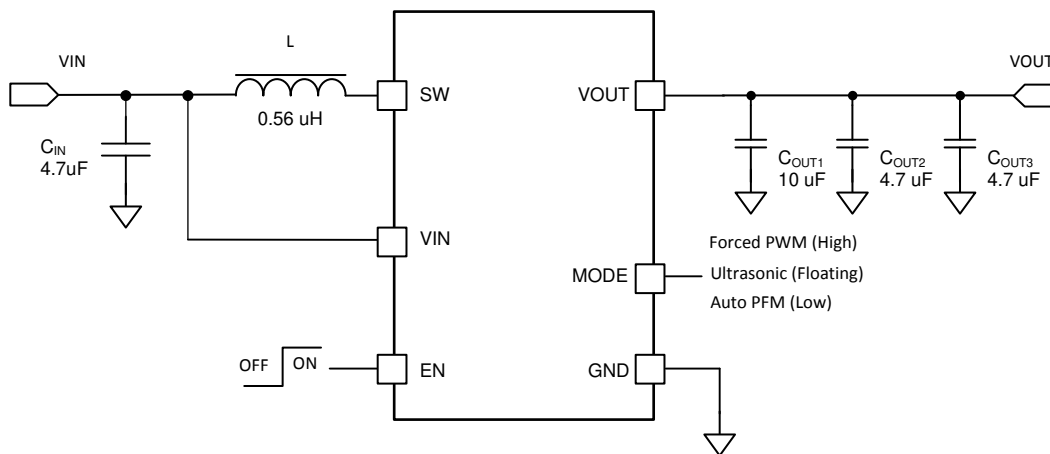 L
VIN
VOUT
SW
VOUT
0.56 uH
CIN
4.7uF
COUT1
10 uF
COUT2
4.7 uF
COUT3
4.7 uF
VIN
Forced PWM (High)
MODE
Ultrasonic (Floating)
Auto PFM (Low)
OFF
ON
EN
GND